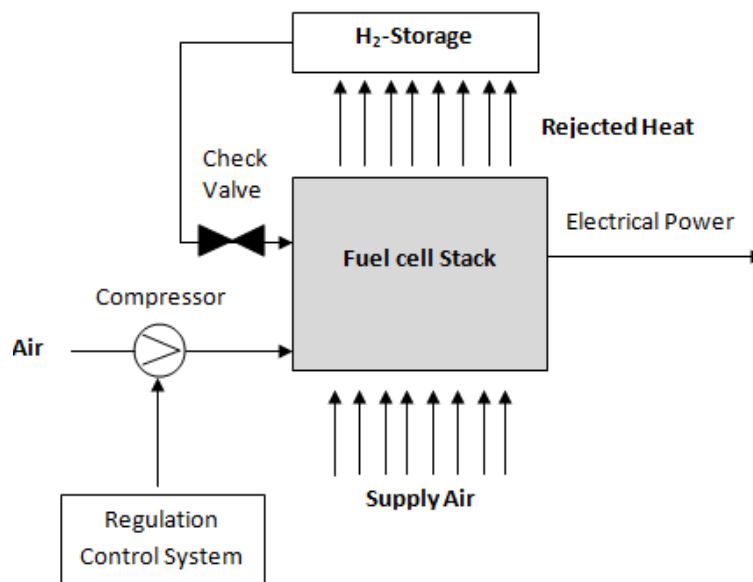 H₂-Storage
Rejected Heat
Check
Valve
Electrical Power
Fuel cell Stack
Compressor
Air
Supply Air
Regulation
Control System